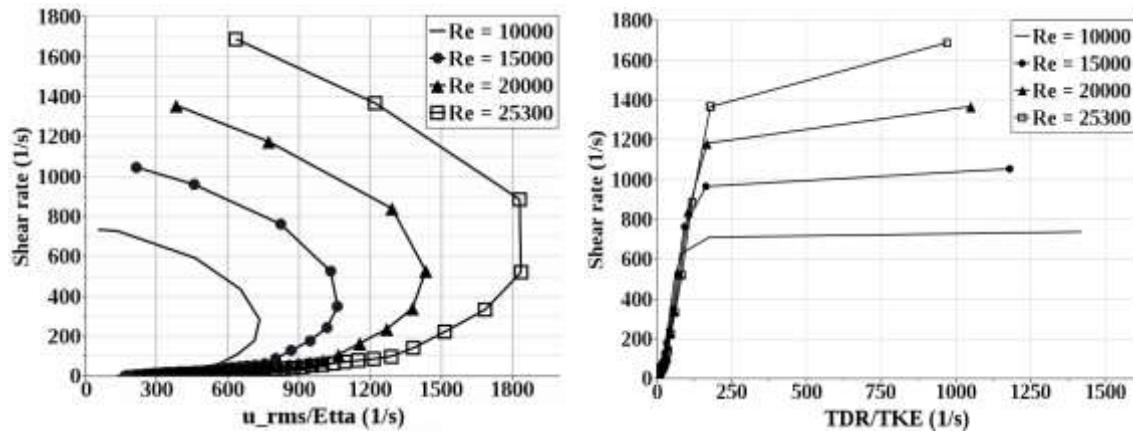 1800
1600
1400
1200
1000
800
600
400
200
0
Shear rate (1/s)
Re = 10000
Re = 15000
Re = 20000
Re = 25300
0 300 600 900 1200 1500 1800
u_rms/Etta (1/s)
1800
1600
1400
1200
1000
800
600
400
200
0
Shear rate (1/s)
Re = 10000
Re = 15000
Re = 20000
Re = 25300
0 250 500 750 1000 1250 1500
TDR/TKE (1/s)